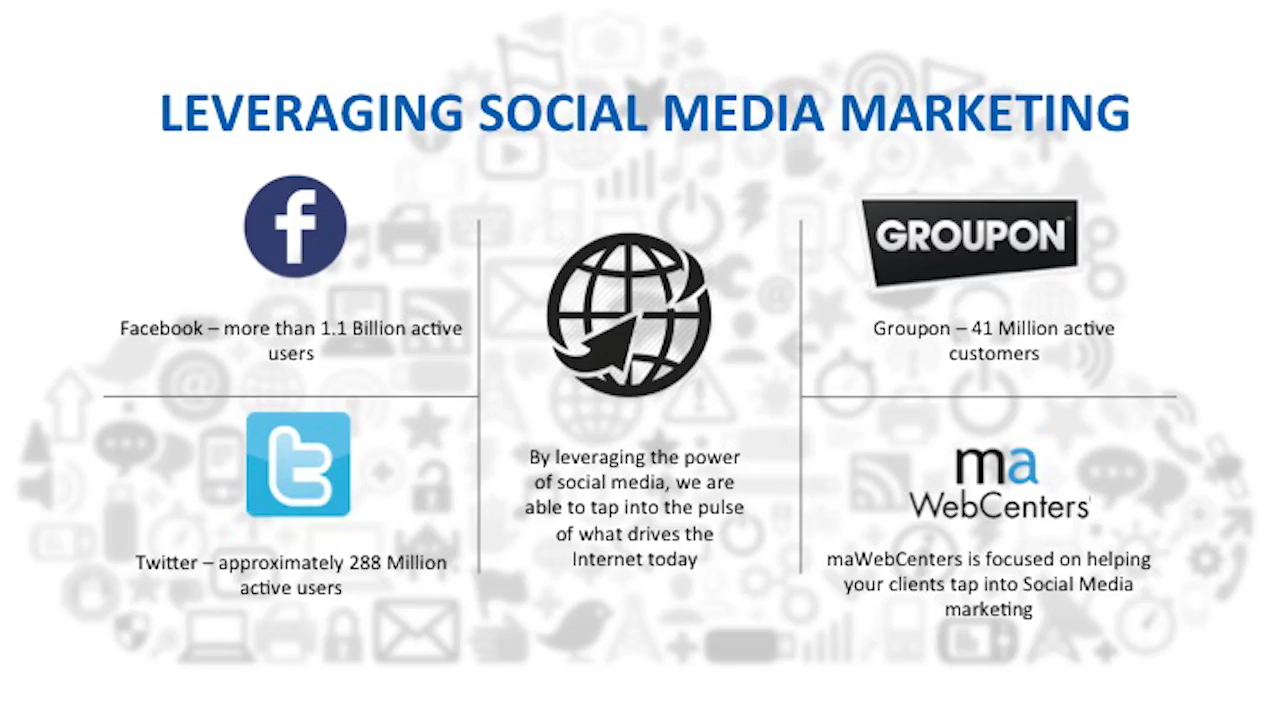 LEVERAGING SOCIAL MEDIA MARKETING
f
Facebook – more than 1.1 Billion active
users
t
Twitter – approximately 288 Million
active users
By leveraging the power
of social media, we are
able to tap into the pulse
of what drives the
Internet today
GROUPON
Groupon – 41 Million active
customers
ma
WebCenters
maWebCenters is focused on helping
your clients tap into Social Media
marketing